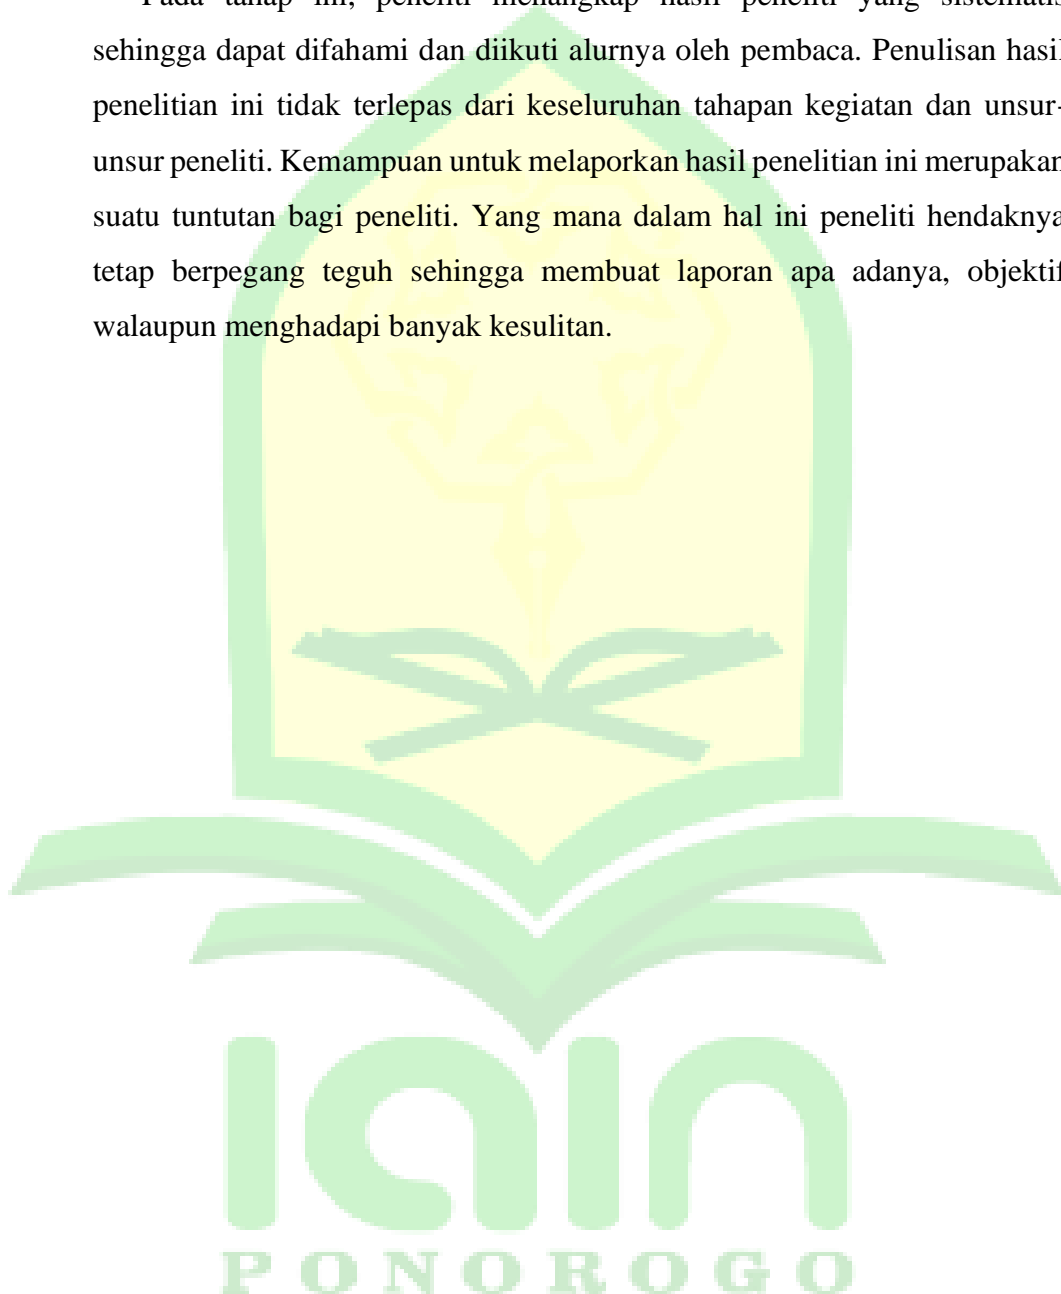 Pada tahap ini, peneliti menangkap hasil peneliti yang sistematis
sehingga dapat difahami dan diikuti alurnya oleh pembaca. Penulisan hasil
penelitian ini tidak terlepas dari keseluruhan tahapan kegiatan dan unsur-
unsur peneliti. Kemampuan untuk melaporkan hasil penelitian ini merupakan
suatu tuntutan bagi peneliti. Yang mana dalam hal ini peneliti hendaknya
tetap berpegang teguh sehingga membuat laporan apa adanya, objektif
walaupun menghadapi banyak kesulitan.
iain
PONOROGO